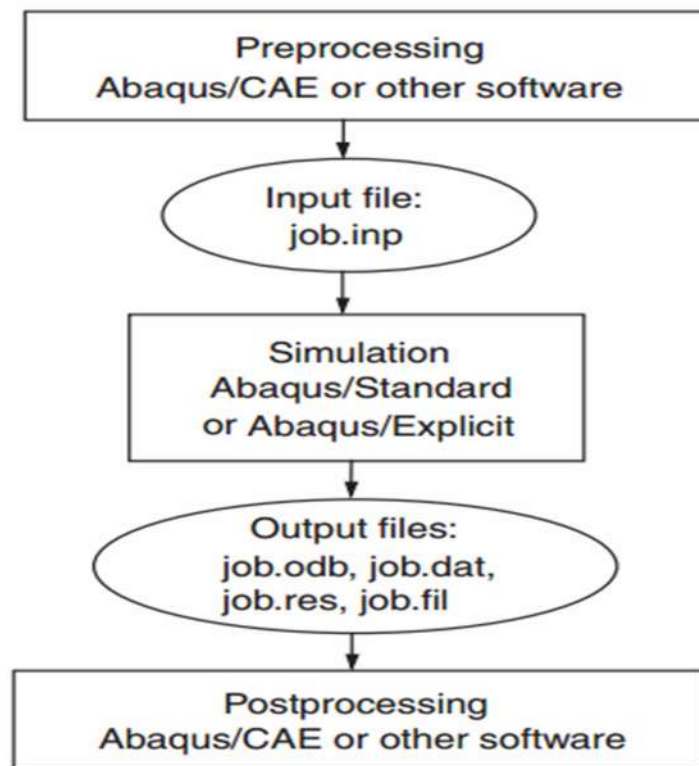 Preprocessing
Abaqus/CAE or other software
Input file:
job.inp
Simulation
Abaqus/Standard
or Abaqus/Explicit
Output files:
job.odb, job.dat,
job.res, job.fil
Postprocessing
Abaqus/CAE or other software